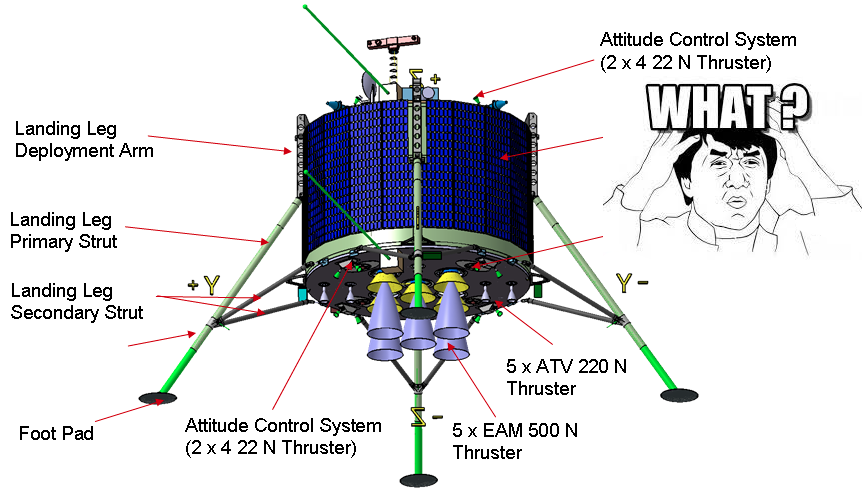 Attitude Control System
(2 x 4 22 N Thruster)
WHAT ?
Landing Leg
Deployment Arm
Landing Leg
Primary Strut
Landing Leg
Secondary Strut
Foot Pad
Attitude Control System
(2 x 4 22 N Thruster)
5 x EAM 500 N
Thruster
5 x ATV 220 N
Thruster
+ Y
Y -
Z +
Z -